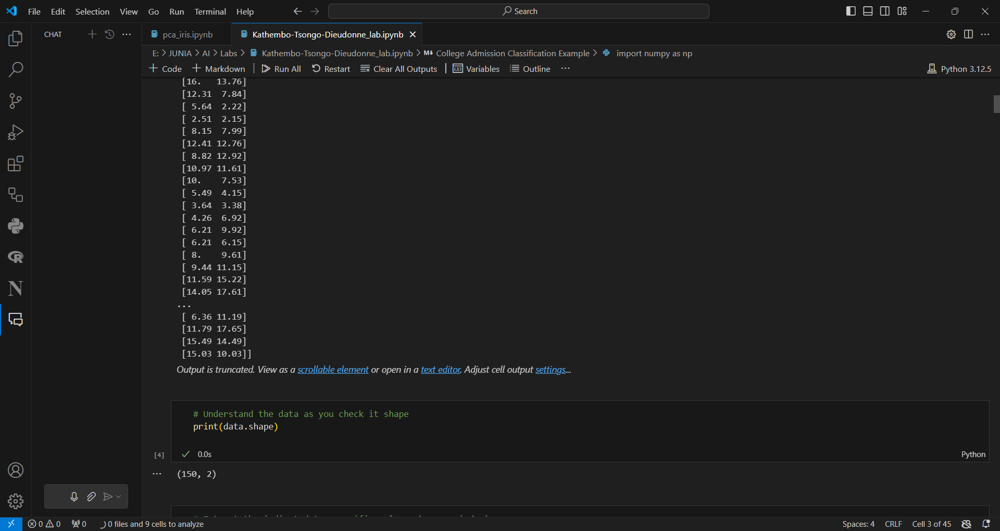 File Edit Selection View Go Run Terminal Help Search
CHAT
pca_iris.ipynb Kathembo-Tsongo-Dieudonne_lab.ipynb
E: > JUNIA > AI > Labs > Kathembo-Tsongo-Dieudonne_lab.ipynb > M↓ College Admission Classification Example > import numpy as np
+ Code + Markdown Run All Restart Clear All Outputs Variables Outline ... Python 3.12.5
[16.   13.76]
[12.31  7.84]
[ 5.64  2.22]
[ 2.51  2.15]
[ 8.15  7.99]
[12.41 12.76]
[ 8.82 12.92]
[10.97 11.61]
[10.    7.53]
[ 5.49  4.15]
[ 3.64  3.38]
[ 4.26  6.92]
[ 6.21  9.92]
[ 6.21  6.15]
[ 8.    9.61]
[ 9.44 11.15]
[11.59 15.22]
[14.05 17.61]
...
[ 6.36 11.19]
[11.79 17.65]
[15.49 14.49]
[15.03 10.03]]
Output is truncated. View as a scrollable element or open in a text editor. Adjust cell output settings...
# Understand the data as you check it shape
print(data.shape)
[4] ✓ 0.0s Python
... (150, 2)
0 0 0 0 files and 9 cells to analyze Spaces: 4 CRLF Cell 3 of 45